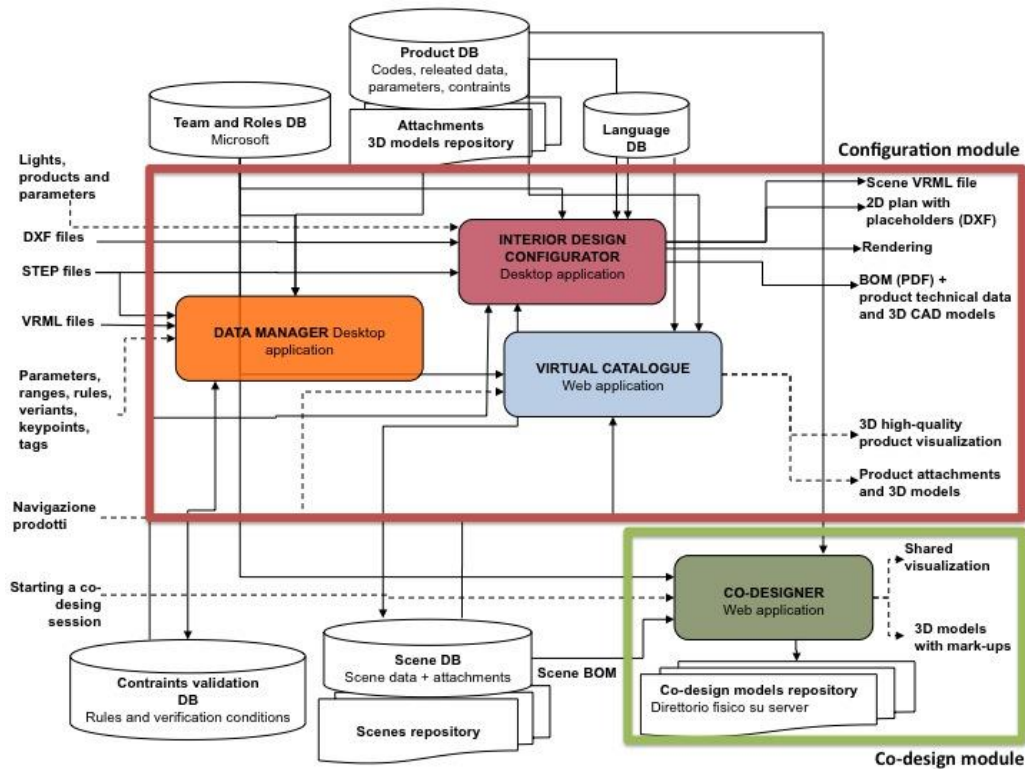 Product DB
Codes, releated data,
parameters, contraints
Team and Roles DB
Microsoft
Attachments
3D models repository
Language
DB
Configuration module
Lights,
products and
parameters
DXF files
STEP files
VRML files
Parameters,
ranges, rules,
veriants,
keypoints,
tags
Navigazione
prodotti
Starting a co-
desing
session
INTERIOR DESIGN
CONFIGURATOR
Desktop application
DATA MANAGER Desktop
application
VIRTUAL CATALOGUE
Web application
Scene VRML file
2D plan with
placeholders (DXF)
Rendering
BOM (PDF) +
product technical data
and 3D CAD models
3D high-quality
product visualization
Product attachments
and 3D models
CO-DESIGNER
Web application
Shared
visualization
3D models
with mark-ups
Contraints validation
DB
Rules and verification conditions
Scene DB
Scene data + attachments
Scenes repository
Scene BOM
Co-design models repository
Direttorio fisico su server
Co-design module